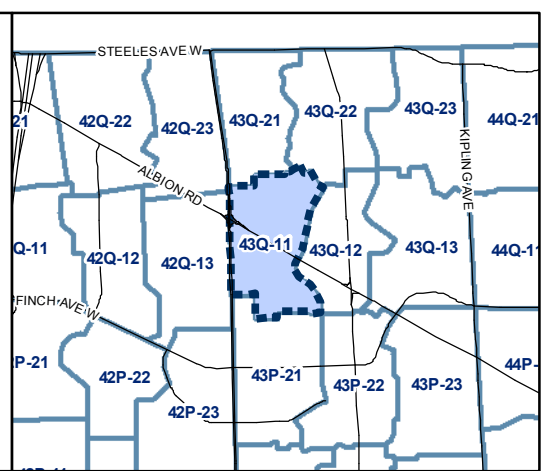 STEELES AVE W
21
42Q-22
42Q-23
43Q-21
43Q-22
43Q-23
44Q-21
KIPLING AVE
ALBION RD
Q-11
42Q-12
42Q-13
43Q-11
43Q-12
43Q-13
44Q-1
FINCH AVE W
P-21
42P-22
42P-23
43P-21
43P-22
43P-23
44P-